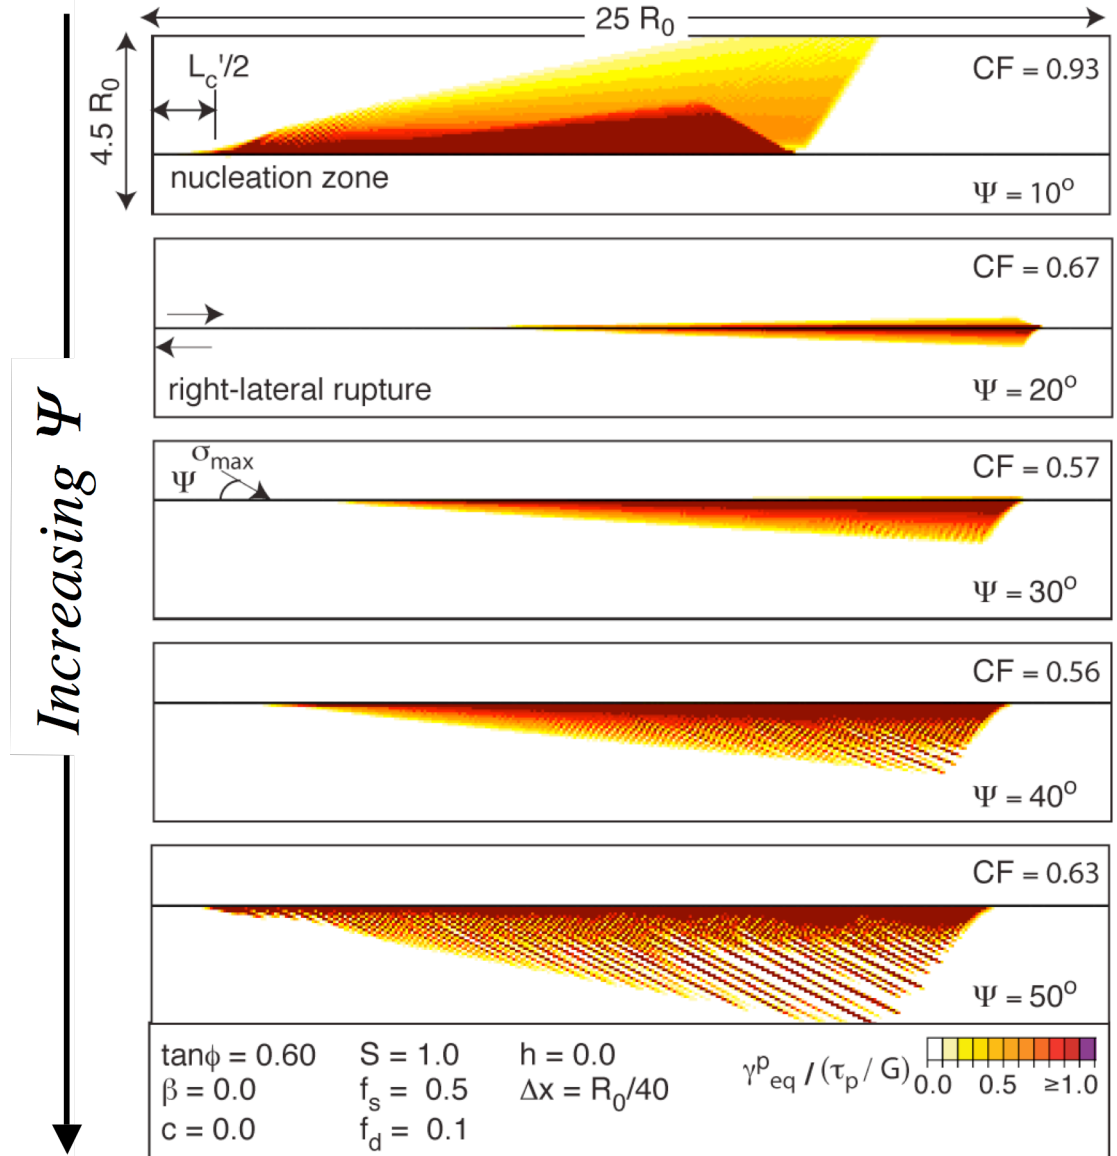 25 R₀
4.5 R₀
L꜀'/2
CF = 0.93
nucleation zone
Ψ = 10°
CF = 0.67
right-lateral rupture
Ψ = 20°
σmax
Ψ
CF = 0.57
Ψ = 30°
CF = 0.56
Ψ = 40°
CF = 0.63
Ψ = 50°
Increasing Ψ
tanϕ = 0.60 S = 1.0 h = 0.0
β = 0.0 fₛ = 0.5 Δx = R₀/40
c = 0.0 f_d = 0.1
γᵖeq / (τₚ / G)
0.0 0.5 ≥1.0